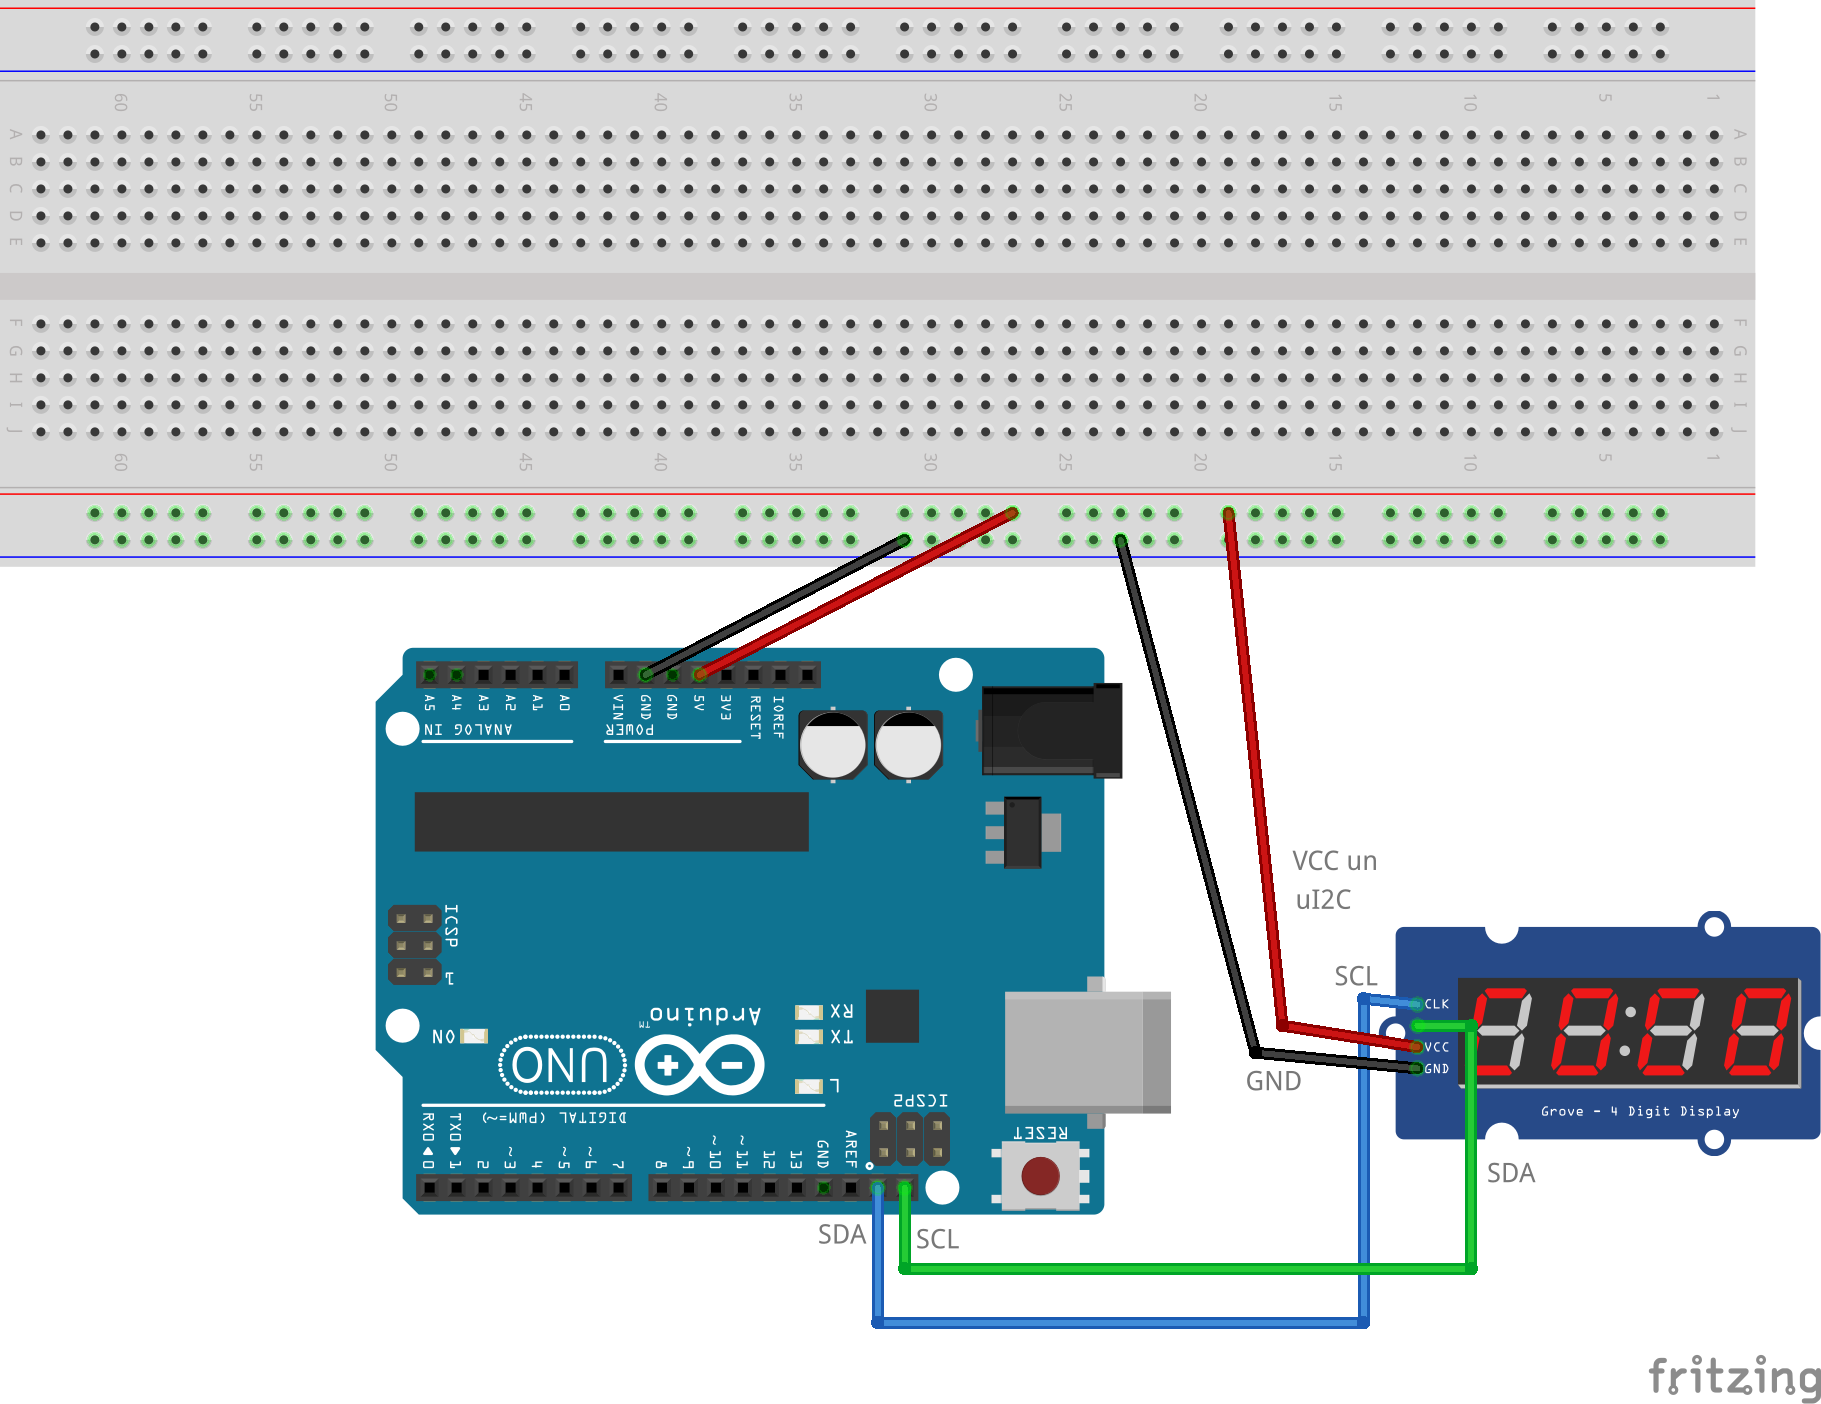 60 55 50 45 40 35 30 25 20 15 10 5 1
A A
B B
C C
D D
E E
F F
G G
H H
I I
J J
60 55 50 45 40 35 30 25 20 15 10 5 1
A5 A4 A3 A2 A1 A0 VIN GND GND 5V 3V3 RESET IOREF
ANALOG IN POWER
VCC un
uI2C
ICSP
1
SCL
CLK
VCC
GND
GND
Grove - 4 Digit Display
SDA
Arduino
TM
UNO
ON
RX
TX
L
ICSP2
RESET
DIGITAL (PWM=~)
RX0 TX0
0 1 2 ~3 4 ~5 ~6 7 8 ~9 ~10 ~11 12 13 GND AREF
SDA SCL
fritzing